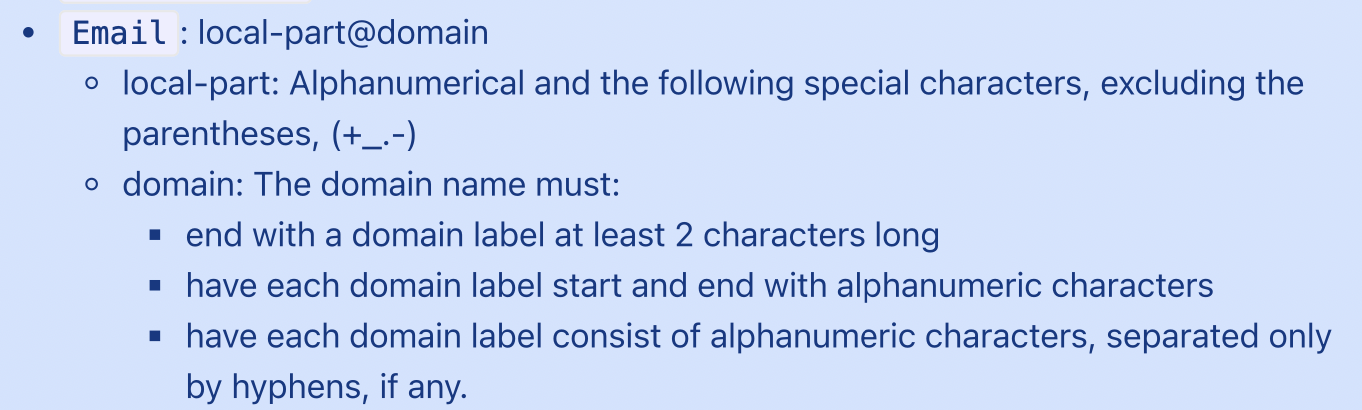 • Email : local-part@domain
◦ local-part: Alphanumerical and the following special characters, excluding the
parentheses, (+_.-)
◦ domain: The domain name must:
▪ end with a domain label at least 2 characters long
▪ have each domain label start and end with alphanumeric characters
▪ have each domain label consist of alphanumeric characters, separated only
by hyphens, if any.